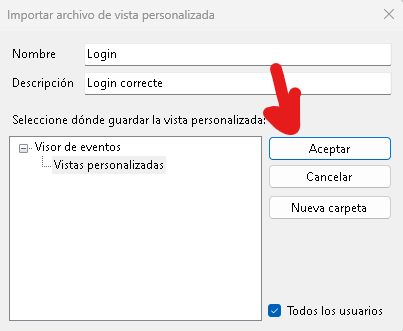 Importar archivo de vista personalizada
Nombre Login
Descripción Login correcte
Seleccione dónde guardar la vista personalizada:
Visor de eventos
Vistas personalizadas
Aceptar
Cancelar
Nueva carpeta
Todos los usuarios